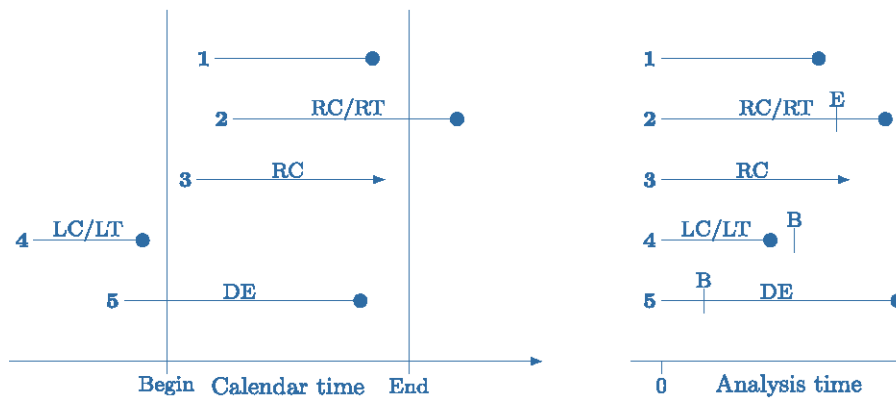 1
2 RC/RT
3 RC
4 LC/LT
5 DE
Begin Calendar time End
1
2 RC/RT E
3 RC
4 LC/LT B
5 B DE
0 Analysis time